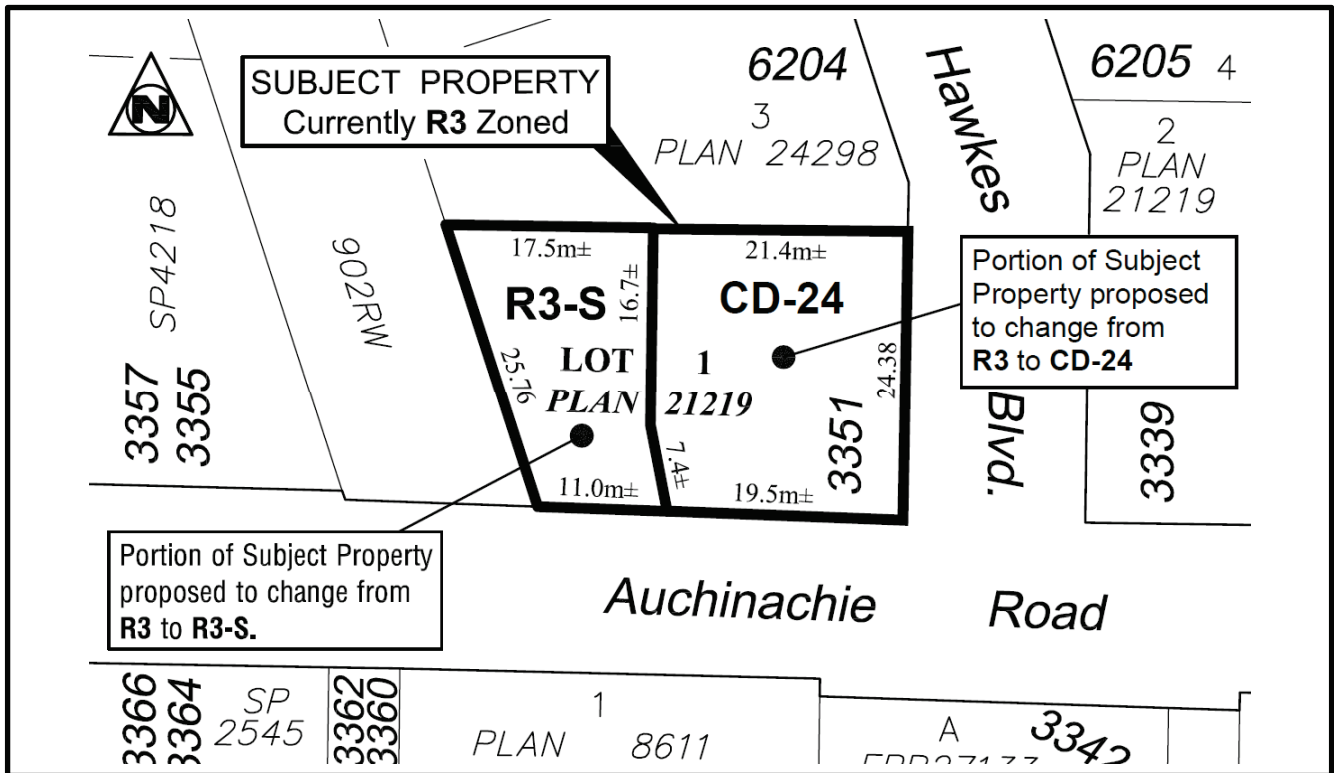 N
SUBJECT PROPERTY
Currently R3 Zoned
6204
3
PLAN 24298
Hawkes
Blvd.
6205 4
2
PLAN
21219
SP4218
902RW
3357
3355
17.5m±
16.7±
R3-S
25.76
LOT 1
PLAN 21219
11.0m±
7.4±
21.4m±
CD-24
24.38
3351
19.5m±
Portion of Subject
Property proposed
to change from
R3 to CD-24
3339
Portion of Subject Property
proposed to change from
R3 to R3-S.
Auchinachie Road
3366
3364
SP
2545
3362
3360
1
PLAN 8611
A
3342